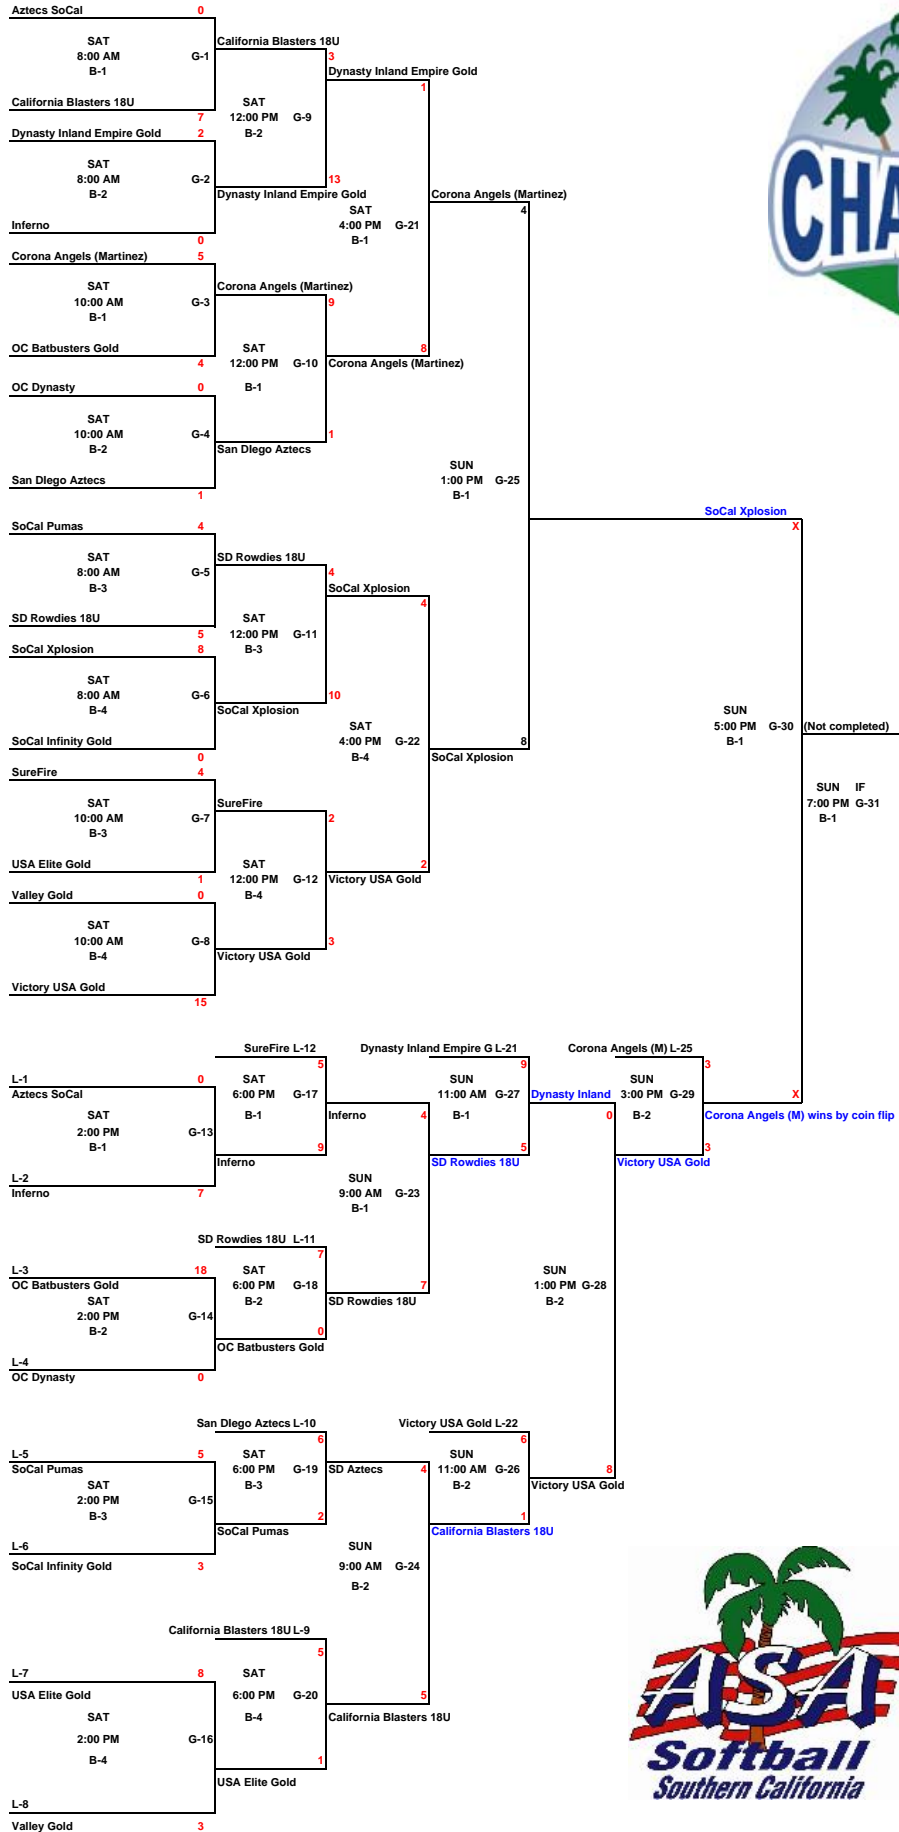 Aztecs SoCal 0
SAT
8:00 AM G-1
B-1
California Blasters 18U
7
California Blasters 18U
3
Dynasty Inland Empire Gold 2
SAT
8:00 AM G-2
B-2
Inferno
0
SAT
12:00 PM G-9
B-2
13
Dynasty Inland Empire Gold
Dynasty Inland Empire Gold
1
Corona Angels (Martinez) 5
SAT
10:00 AM G-3
B-1
OC Batbusters Gold
4
Corona Angels (Martinez)
9
OC Dynasty 0
SAT
10:00 AM G-4
B-2
San DIego Aztecs
1
SAT
12:00 PM G-10
B-1
1
San DIego Aztecs
SAT
4:00 PM G-21
B-1
8
Corona Angels (Martinez)
Corona Angels (Martinez)
4
SoCal Pumas 4
SAT
8:00 AM G-5
B-3
SD Rowdies 18U
5
SD Rowdies 18U
4
SoCal Xplosion 8
SAT
8:00 AM G-6
B-4
SoCal Infinity Gold
0
SAT
12:00 PM G-11
B-3
10
SoCal Xplosion
SoCal Xplosion
4
SureFire 4
SAT
10:00 AM G-7
B-3
USA Elite Gold
1
SureFire
2
Valley Gold 0
SAT
10:00 AM G-8
B-4
Victory USA Gold
15
SAT
12:00 PM G-12
B-4
3
Victory USA Gold
SAT
4:00 PM G-22
B-4
2
Victory USA Gold
8
SoCal Xplosion
SUN
1:00 PM G-25
B-1
SoCal Xplosion
X
SUN
5:00 PM G-30
B-1
(Not completed)
SUN IF
7:00 PM G-31
B-1
SureFire L-12
5
L-1 0
Aztecs SoCal
SAT
2:00 PM G-13
B-1
L-2
Inferno 7
SAT
6:00 PM G-17
B-1
9
Inferno
Inferno 4
SD Rowdies 18U L-11
7
L-3 18
OC Batbusters Gold
SAT
2:00 PM G-14
B-2
L-4
OC Dynasty 0
SAT
6:00 PM G-18
B-2
0
OC Batbusters Gold
SUN
9:00 AM G-23
B-1
7
SD Rowdies 18U
Dynasty Inland Empire G L-21
9
SUN
11:00 AM G-27
B-1
5
SD Rowdies 18U
Dynasty Inland
0
San DIego Aztecs L-10
6
L-5 5
SoCal Pumas
SAT
2:00 PM G-15
B-3
L-6
SoCal Infinity Gold 3
SAT
6:00 PM G-19
B-3
2
SoCal Pumas
SD Aztecs 4
California Blasters 18U L-9
5
L-7 8
USA Elite Gold
SAT
2:00 PM G-16
B-4
L-8
Valley Gold 3
SAT
6:00 PM G-20
B-4
1
USA Elite Gold
SUN
9:00 AM G-24
B-2
5
California Blasters 18U
Victory USA Gold L-22
6
SUN
11:00 AM G-26
B-2
1
California Blasters 18U
8
Victory USA Gold
SUN
1:00 PM G-28
B-2
Corona Angels (M) L-25
3
SUN
3:00 PM G-29
B-2
3
Victory USA Gold
X
Corona Angels (M) wins by coin flip
CHA
ASA
Softball
Southern California